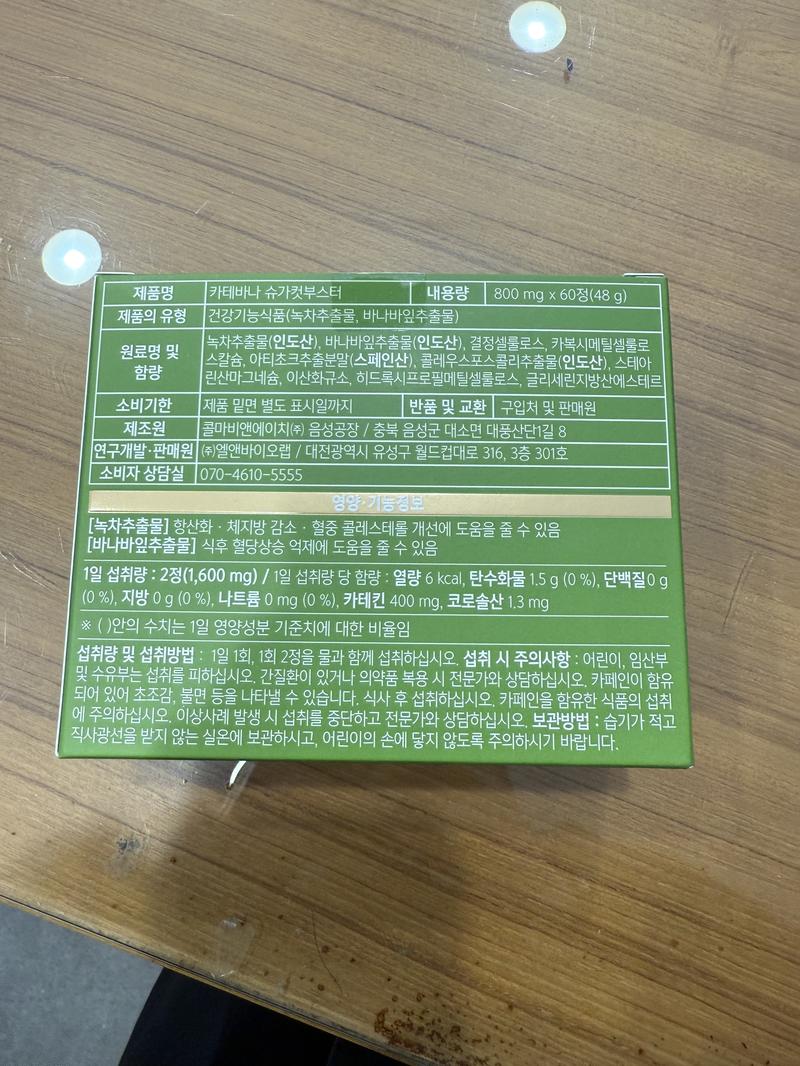 제품명 카테바나 슈가컷부스터 내용량 800 mg x 60정(48 g)
제품의 유형 건강기능식품(녹차추출물, 바나바잎추출물)
원료명 및 함량 녹차추출물(인도산), 바나바잎추출물(인도산), 결정셀룰로스, 카복시메틸셀룰로
스칼슘, 아티초크추출분말(스페인산), 콜레우스포스콜리추출물(인도산), 스테아
린산마그네슘, 이산화규소, 히드록시프로필메틸셀룰로스, 글리세린지방산에스테르
소비기한 제품 밑면 별도 표시일까지 반품 및 교환 구입처 및 판매원
제조원 콜마비앤에이치㈜ 음성공장 / 충북 음성군 대소면 대풍산단1길 8
연구개발·판매원 ㈜엘앤바이오랩 / 대전광역시 유성구 월드컵대로 316, 3층 301호
소비자 상담실 070-4610-5555
영양·기능정보
[녹차추출물] 항산화 · 체지방 감소 · 혈중 콜레스테롤 개선에 도움을 줄 수 있음
[바나바잎추출물] 식후 혈당상승 억제에 도움을 줄 수 있음
1일 섭취량 : 2정(1,600 mg) / 1일 섭취량 당 함량 : 열량 6 kcal, 탄수화물 1.5 g (0 %), 단백질0 g
(0 %), 지방 0 g (0 %), 나트륨 0 mg (0 %), 카테킨 400 mg, 코로솔산 1.3 mg
※ ( )안의 수치는 1일 영양성분 기준치에 대한 비율임
섭취량 및 섭취방법 : 1일 1회, 1회 2정을 물과 함께 섭취하십시오. 섭취 시 주의사항 : 어린이, 임산부
및 수유부는 섭취를 피하십시오. 간질환이 있거나 의약품 복용 시 전문가와 상담하십시오. 카페인이 함유
되어 있어 초조감, 불면 등을 나타낼 수 있습니다. 식사 후 섭취하십시오. 카페인을 함유한 식품의 섭취
에 주의하십시오. 이상사례 발생 시 섭취를 중단하고 전문가와 상담하십시오. 보관방법 : 습기가 적고
직사광선을 받지 않는 실온에 보관하시고, 어린이의 손에 닿지 않도록 주의하시기 바랍니다.